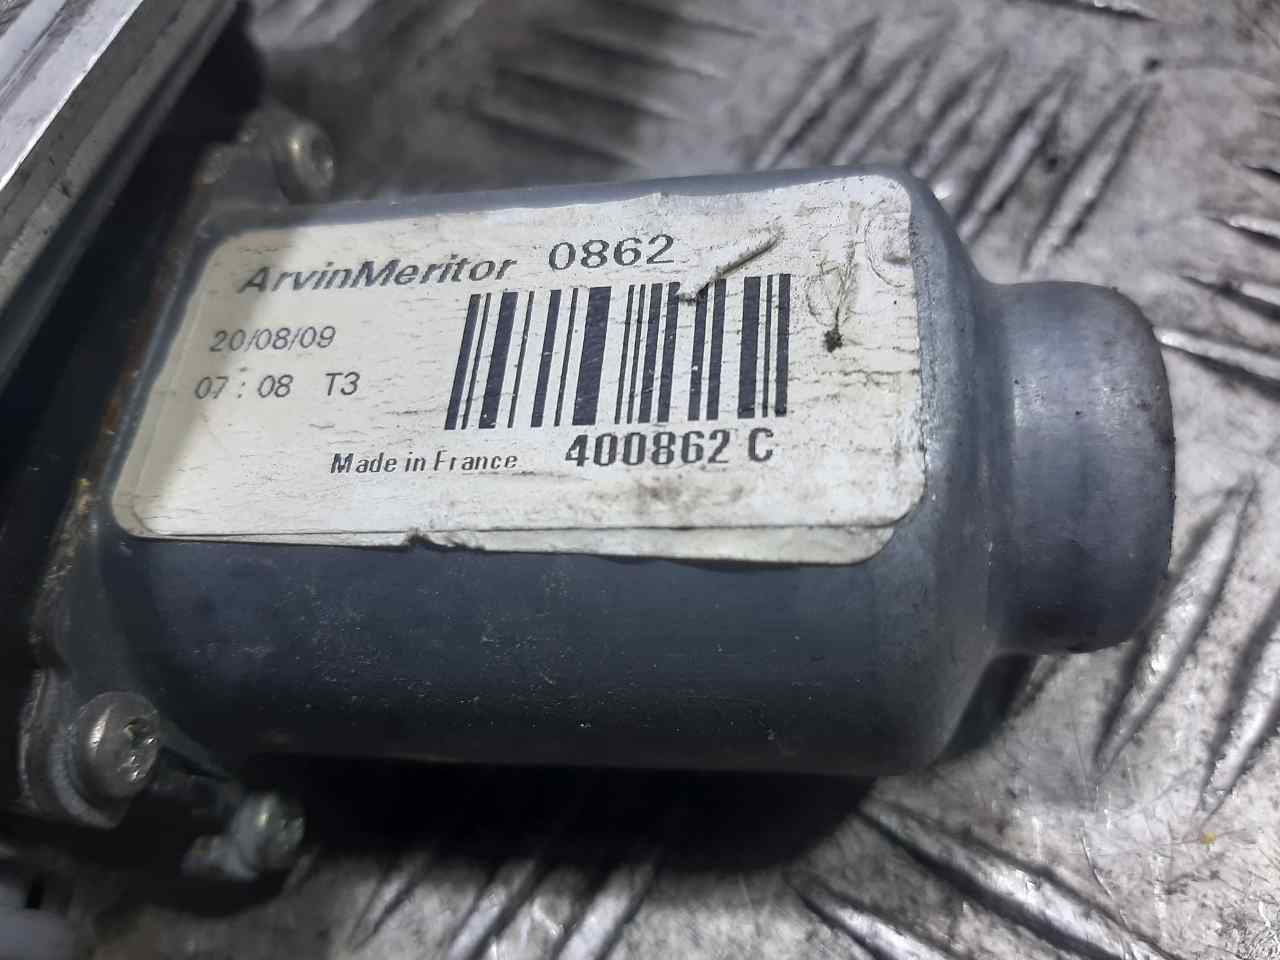 ArvinMeritor 0862
20/08/09
07 : 08 T3
Made in France 400862 C